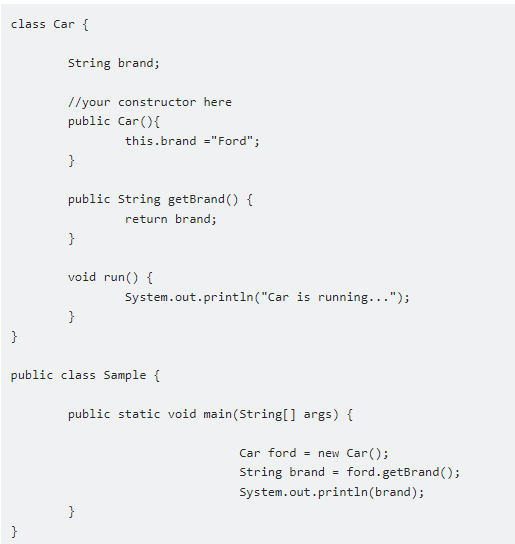 class Car {
String brand;
//your constructor here
public Car(){
this.brand ="Ford";
}
public String getBrand() {
return brand;
}
void run() {
System.out.println("Car is running...");
}
}
public class Sample {
public static void main(String[] args) {
Car ford = new Car();
String brand = ford.getBrand();
System.out.println(brand);
}
}